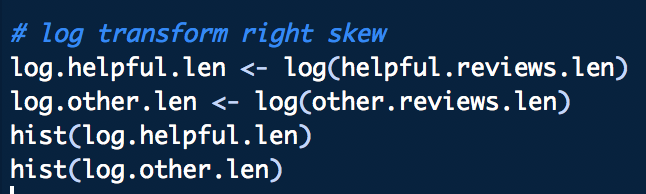 # log transform right skew
log.helpful.len <- log(helpful.reviews.len)
log.other.len <- log(other.reviews.len)
hist(log.helpful.len)
hist(log.other.len)